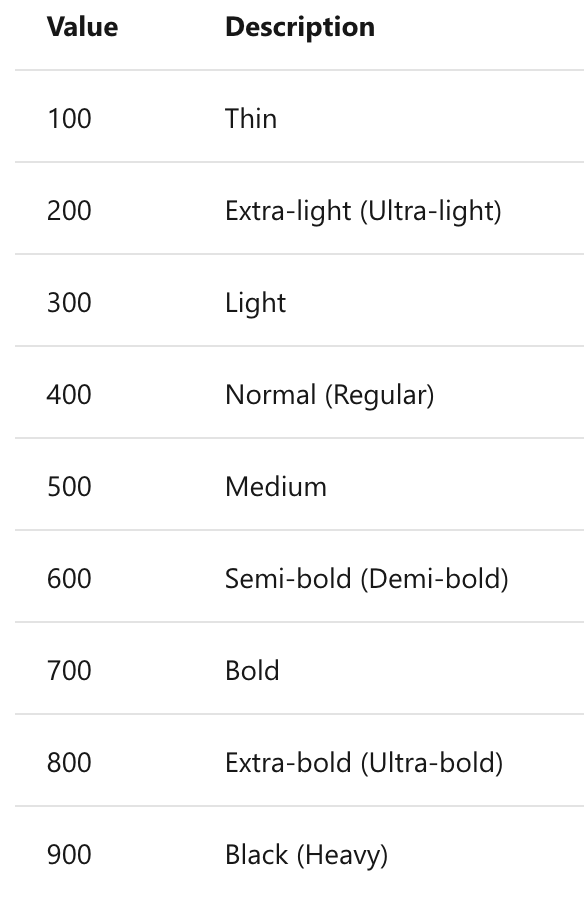 Value Description
100 Thin
200 Extra-light (Ultra-light)
300 Light
400 Normal (Regular)
500 Medium
600 Semi-bold (Demi-bold)
700 Bold
800 Extra-bold (Ultra-bold)
900 Black (Heavy)